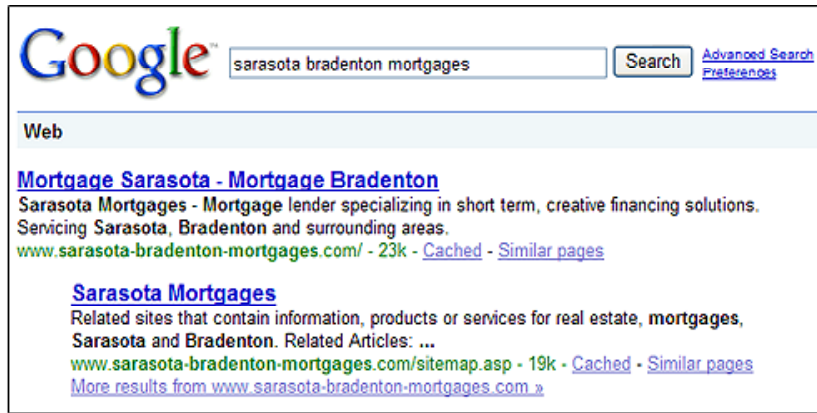 Google™ sarasota bradenton mortgages Search Advanced Search
Preferences
Web
Mortgage Sarasota - Mortgage Bradenton
Sarasota Mortgages - Mortgage lender specializing in short term, creative financing solutions.
Servicing Sarasota, Bradenton and surrounding areas.
www.sarasota-bradenton-mortgages.com/ - 23k - Cached - Similar pages
Sarasota Mortgages
Related sites that contain information, products or services for real estate, mortgages,
Sarasota and Bradenton. Related Articles: ...
www.sarasota-bradenton-mortgages.com/sitemap.asp - 19k - Cached - Similar pages
More results from www.sarasota-bradenton-mortgages.com »